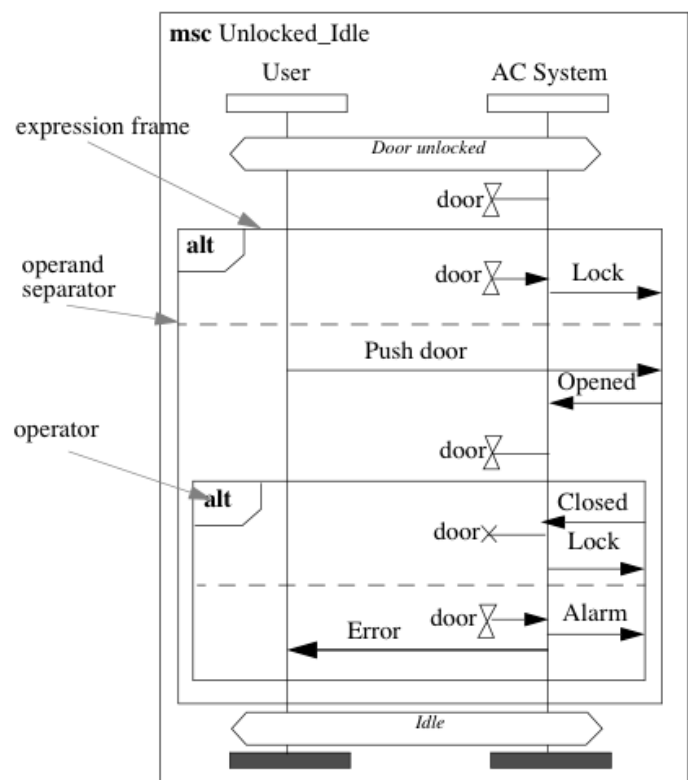 msc Unlocked_Idle
User
AC System
expression frame
Door unlocked
door
alt
operand
separator
door
Lock
Push door
Opened
operator
door
alt
Closed
door
Lock
door
Alarm
Error
Idle